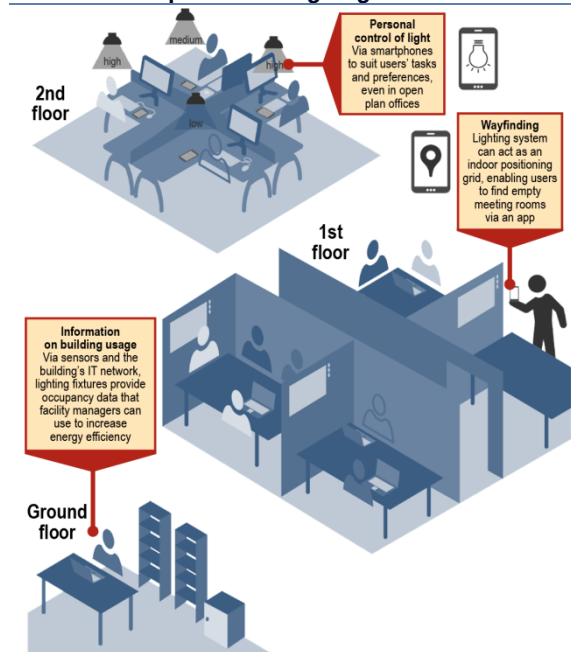 medium
high
high
low
2nd
floor
Personal
control of light
Via smartphones
to suit users' tasks
and preferences,
even in open
plan offices
Wayfinding
Lighting system
can act as an
indoor positioning
grid, enabling users
to find empty
meeting rooms
via an app
1st
floor
Information
on building usage
Via sensors and the
building's IT network,
lighting fixtures provide
occupancy data that
facility managers can
use to increase
energy efficiency
Ground
floor